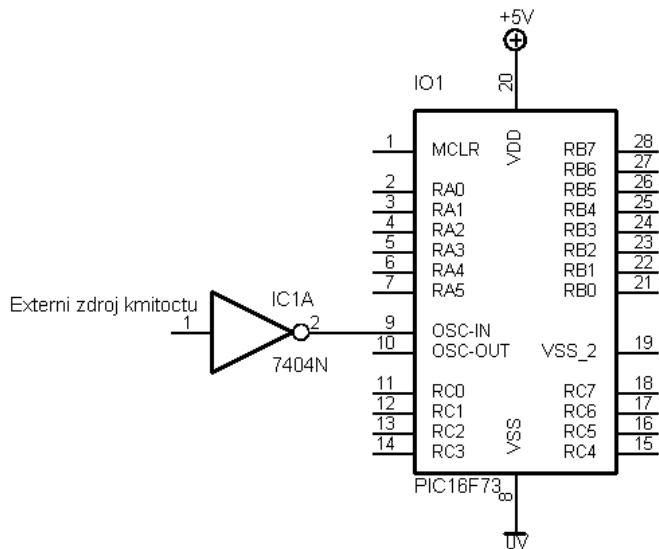 +5V
20
IO1
1 MCLR VDD RB7 28
RB6 27
2 RA0 RB5 26
3 RA1 RB4 25
4 RA2 RB3 24
5 RA3 RB2 23
6 RA4 RB1 22
7 RA5 RB0 21
Externi zdroj kmitoctu
IC1A
1
2
7404N
9 OSC-IN
10 OSC-OUT VSS_2 19
11 RC0 RC7 18
12 RC1 RC6 17
13 RC2 VSS RC5 16
14 RC3 RC4 15
PIC16F73
8
0V